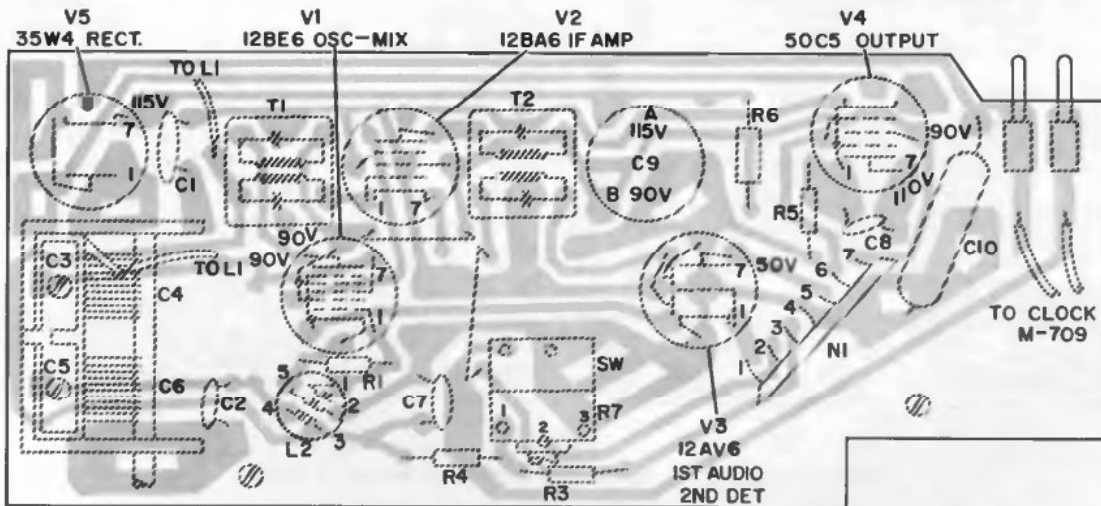 V5
35W4 RECT.
V1
12BE6 OSC-MIX
V2
12BA6 IF AMP
V4
50C5 OUTPUT
TO L1
115V
7
1
C1
T1
1
7
T2
A
115V
C9
B 90V
R6
90V
7
1
110V
R5
C8
C10
C3
C4
TO L1
90V
90V
7
1
7
50V
1
7
6
5
4
3
2
1
N1
TO CLOCK
M-709
C5
C6
C2
5
1
R1
4
2
L2
3
C7
SW
1
R7
2
3
R4
R3
V3
12AV6
1ST AUDIO
2ND DET